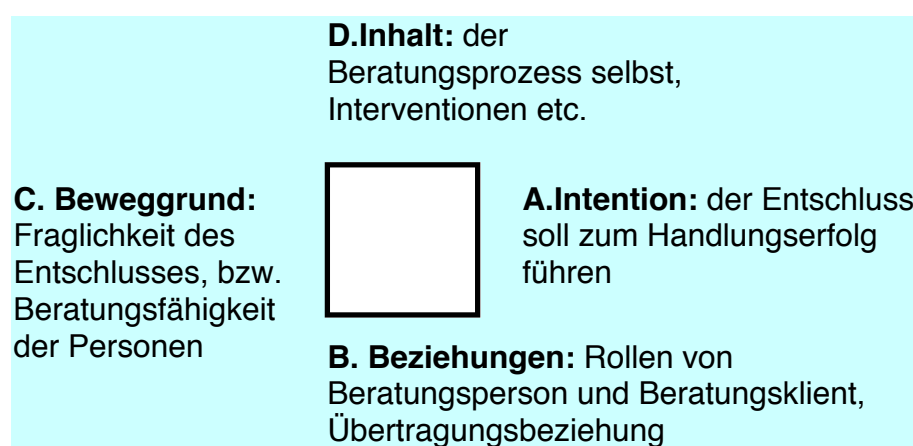 D.Inhalt: der
Beratungsprozess selbst,
Interventionen etc.
C. Beweggrund:
Fraglichkeit des
Entschlusses, bzw.
Beratungsfähigkeit
der Personen
A.Intention: der Entschluss
soll zum Handlungserfolg
führen
B. Beziehungen: Rollen von
Beratungsperson und Beratungsklient,
Übertragungsbeziehung